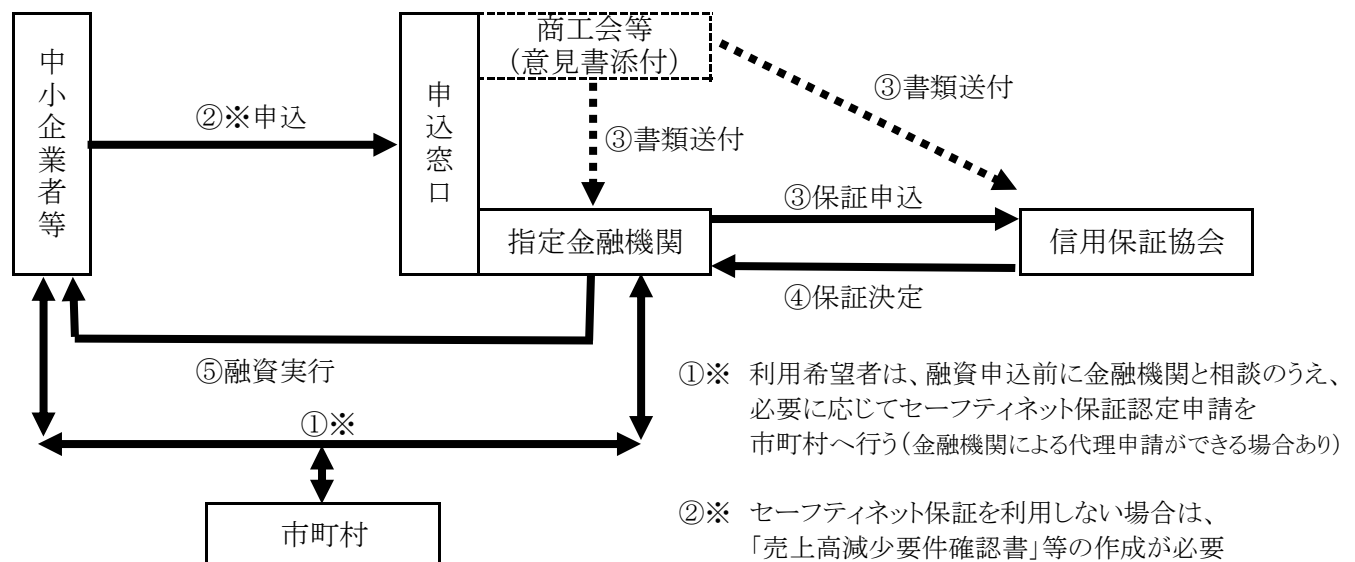 中小企業者等
②※申込
申込窓口
商工会等
(意見書添付)
③書類送付
③書類送付
指定金融機関
③保証申込
④保証決定
信用保証協会
⑤融資実行
①※
市町村
①※ 利用希望者は、融資申込前に金融機関と相談のうえ、
必要に応じてセーフティネット保証認定申請を
市町村へ行う(金融機関による代理申請ができる場合あり)
②※ セーフティネット保証を利用しない場合は、
「売上高減少要件確認書」等の作成が必要